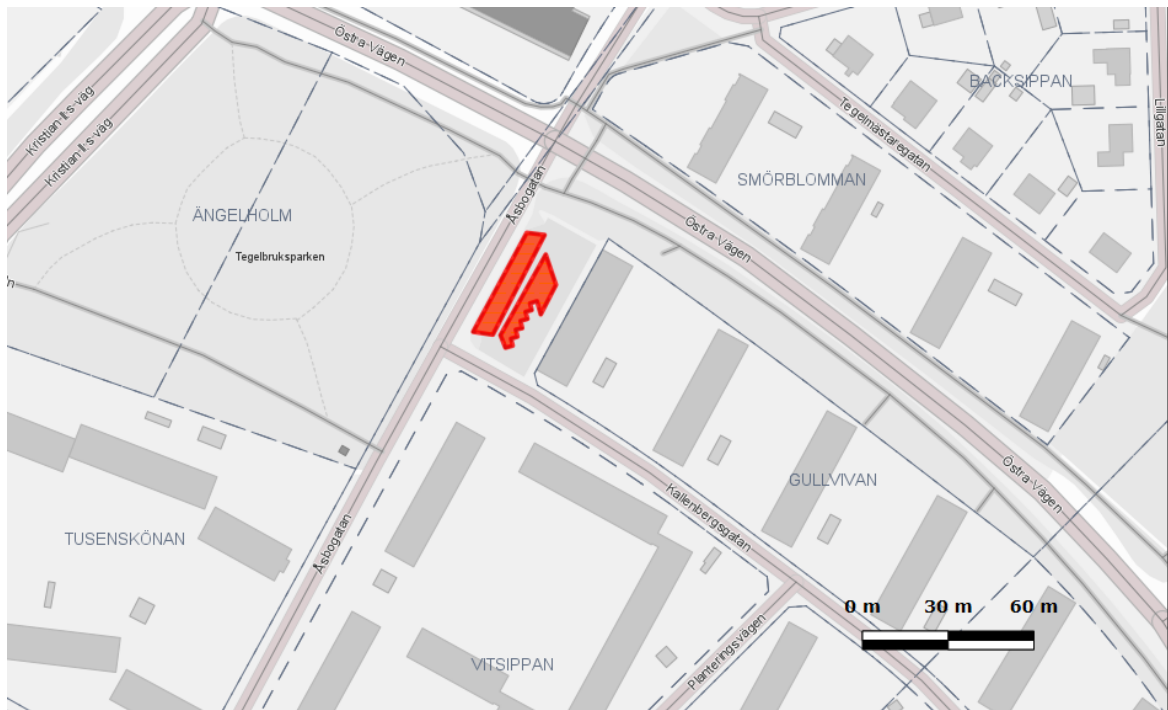 Östra Vägen
Kristian II:s väg
Kristian II:s väg
BACKSIPPAN
Lillgatan
Tegelmästaregatan
Åsbogatan
SMÖRBLOMMAN
ÄNGELHOLM
Tegelbruksparken
Östra Vägen
GULLVIVAN
Östra Vägen
Kallenbergsgatan
TUSENSKÖNAN
Åsbogatan
0 m 30 m 60 m
Planteringsvägen
VITSIPPAN